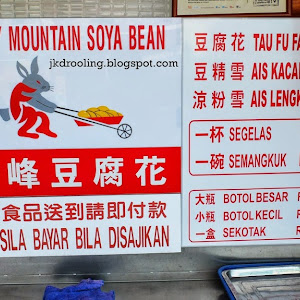 MOUNTAIN SOYA BEAN
jkdrooling.blogspot.com
峰豆腐花
食品送到請即付款
SILA BAYAR BILA DISAJIKAN
豆腐花 TAU FU FA
豆精雪 AIS KACA
涼粉雪 AIS LENGK
一杯 SEGELAS
一碗 SEMANGKUK
大瓶 BOTOL BESAR R
小瓶 BOTOL KECIL R
一盒 SEKOTAK R